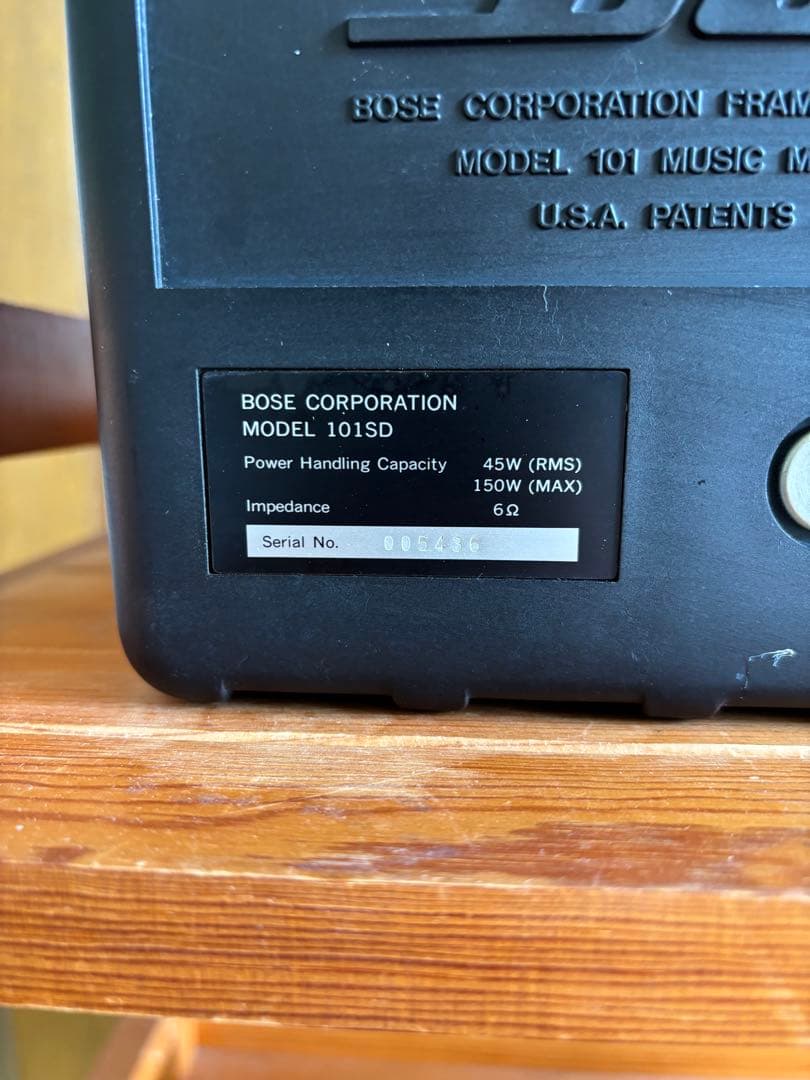 BOSE CORPORATION FRAM
MODEL 101 MUSIC M
U.S.A. PATENTS
BOSE CORPORATION
MODEL 101SD
Power Handling Capacity 45W (RMS)
150W (MAX)
Impedance 6Ω
Serial No. 005436